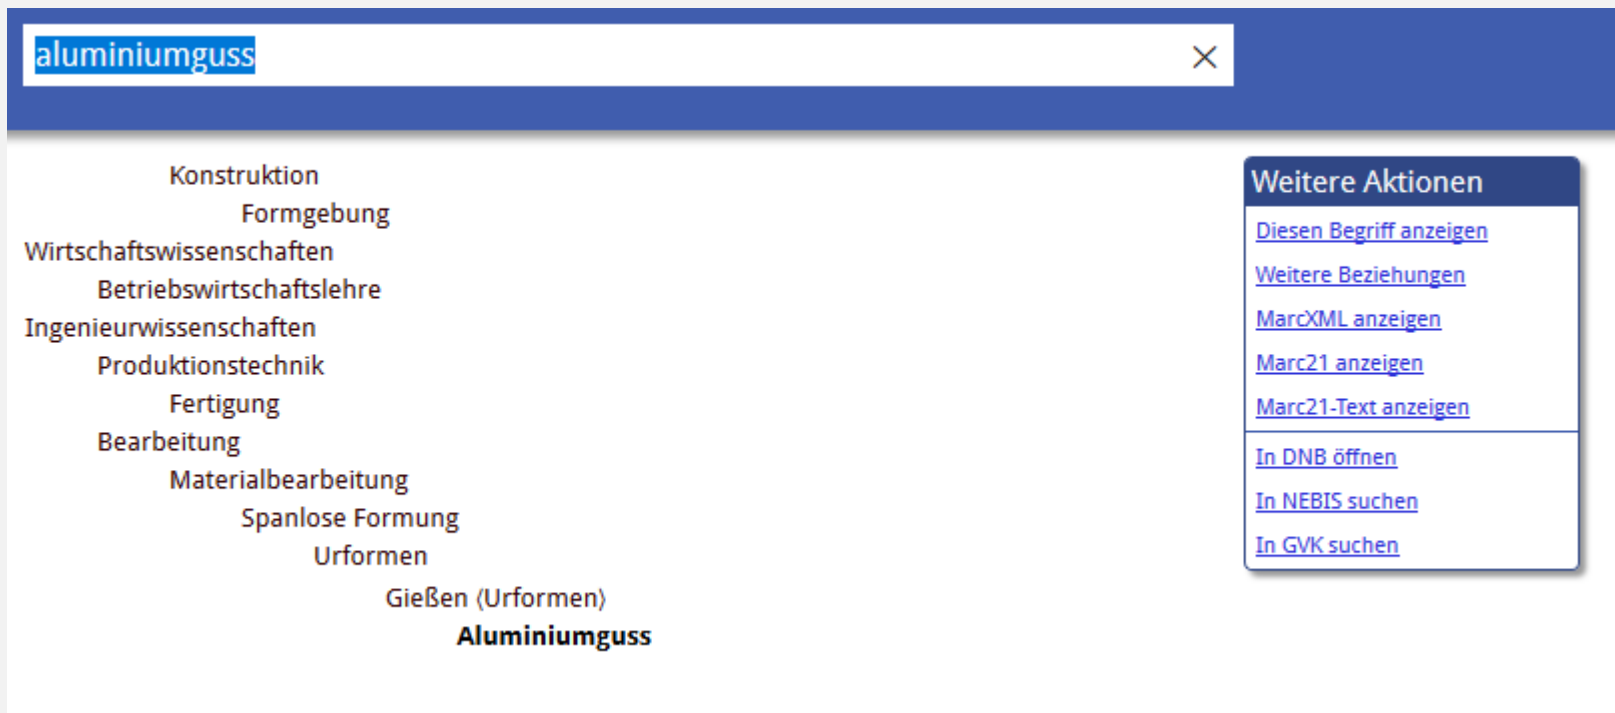 aluminiumguss
Konstruktion
Formgebung
Wirtschaftswissenschaften
Betriebswirtschaftslehre
Ingenieurwissenschaften
Produktionstechnik
Fertigung
Bearbeitung
Materialbearbeitung
Spanlose Formung
Urformen
Gießen ⟨Urformen⟩
Aluminiumguss
Weitere Aktionen
Diesen Begriff anzeigen
Weitere Beziehungen
MarcXML anzeigen
Marc21 anzeigen
Marc21-Text anzeigen
In DNB öffnen
In NEBIS suchen
In GVK suchen